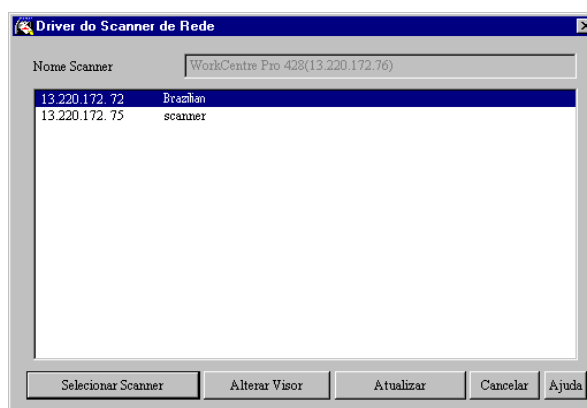 Driver do Scanner de Rede
Nome Scanner WorkCentre Pro 428(13.220.172.76)
13.220.172. 72 Brazilian
13.220.172. 75 scanner
Selecionar Scanner Alterar Visor Atualizar Cancelar Ajuda